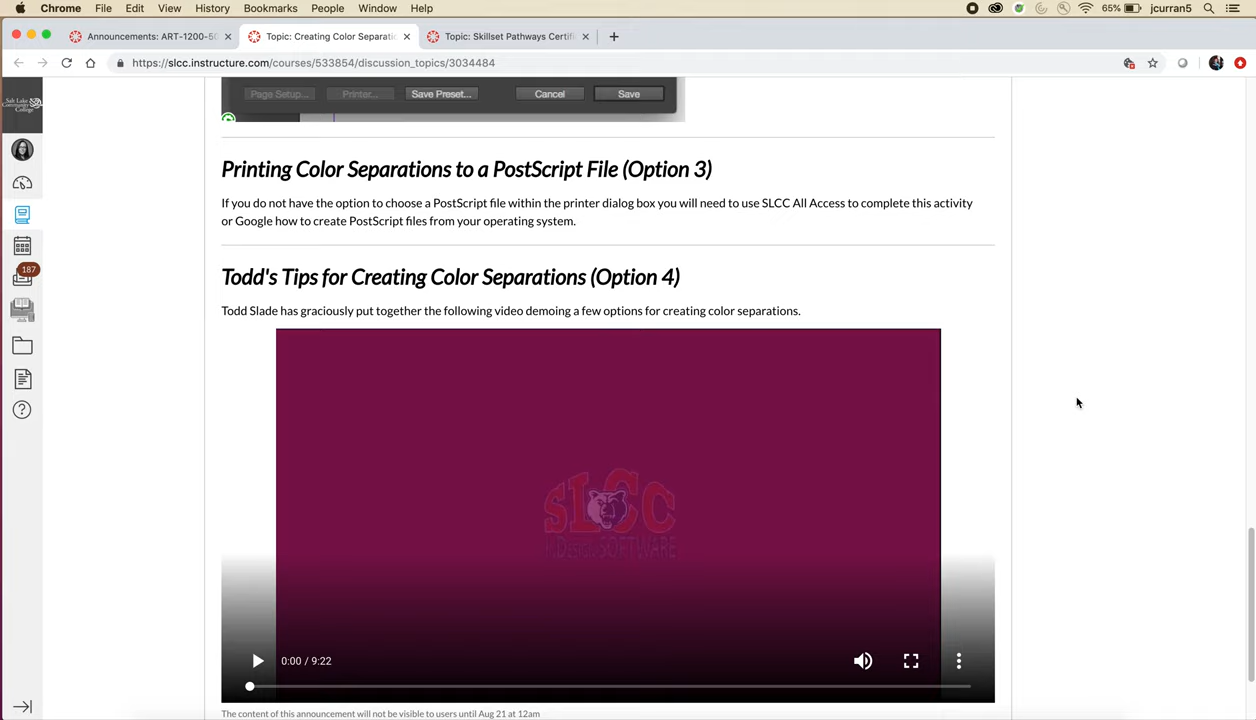 Chrome File Edit View History Bookmarks People Window Help 65% jcurran5
Announcements: ART-1200-50 Topic: Creating Color Separatio Topic: Skillset Pathways Certifi
https://slcc.instructure.com/courses/533854/discussion_topics/3034484
Salt Lake
Community
College
187
Page Setup... Printer... Save Preset... Cancel Save
Printing Color Separations to a PostScript File (Option 3)
If you do not have the option to choose a PostScript file within the printer dialog box you will need to use SLCC All Access to complete this activity
or Google how to create PostScript files from your operating system.
Todd's Tips for Creating Color Separations (Option 4)
Todd Slade has graciously put together the following video demoing a few options for creating color separations.
SLCC
SOFTWARE
0:00 / 9:22
The content of this announcement will not be visible to users until Aug 21 at 12am